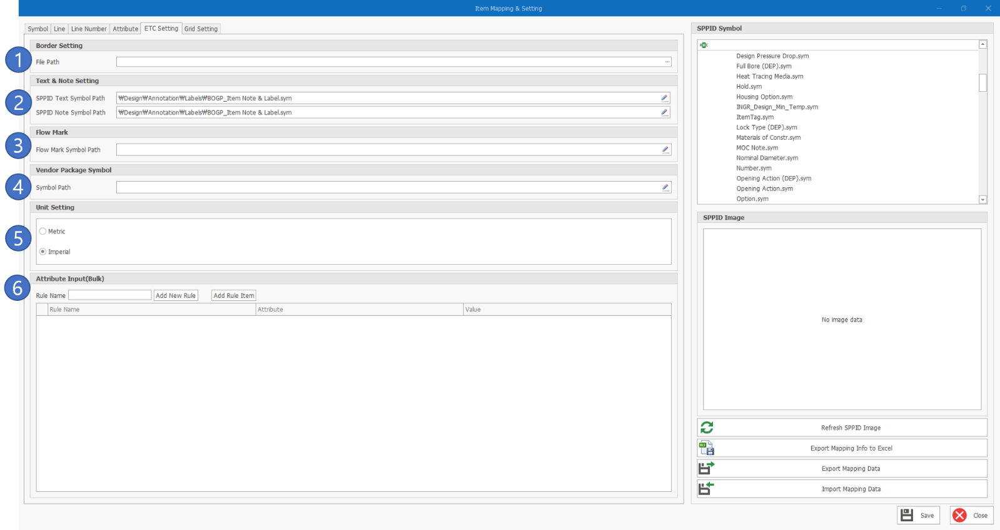 Item Mapping & Setting
Symbol Line Line Number Attribute ETC Setting Grid Setting
Border Setting
1
File Path
...
Text & Note Setting
2
SPPID Text Symbol Path ₩Design₩Annotation₩Labels₩BOGP_Item Note & Label.sym
SPPID Note Symbol Path ₩Design₩Annotation₩Labels₩BOGP_Item Note & Label.sym
Flow Mark
3
Flow Mark Symbol Path
Vendor Package Symbol
4
Symbol Path
Unit Setting
5
Metric
Imperial
Attribute Input(Bulk)
6
Rule Name Add New Rule Add Rule Item
Rule Name Attribute Value
SPPID Symbol
Design Pressure Drop.sym
Full Bore (DEP).sym
Heat Tracing Media.sym
Hold.sym
Housing Option.sym
INGR_Design_Min_Temp.sym
ItemTag.sym
Lock Type (DEP).sym
Materials of Constr.sym
MOC Note.sym
Nominal Diameter.sym
Number.sym
Opening Action (DEP).sym
Opening Action.sym
Option.sym
SPPID Image
No image data
Refresh SPPID Image
XLS Export Mapping Info to Excel
Export Mapping Data
Import Mapping Data
Save Close